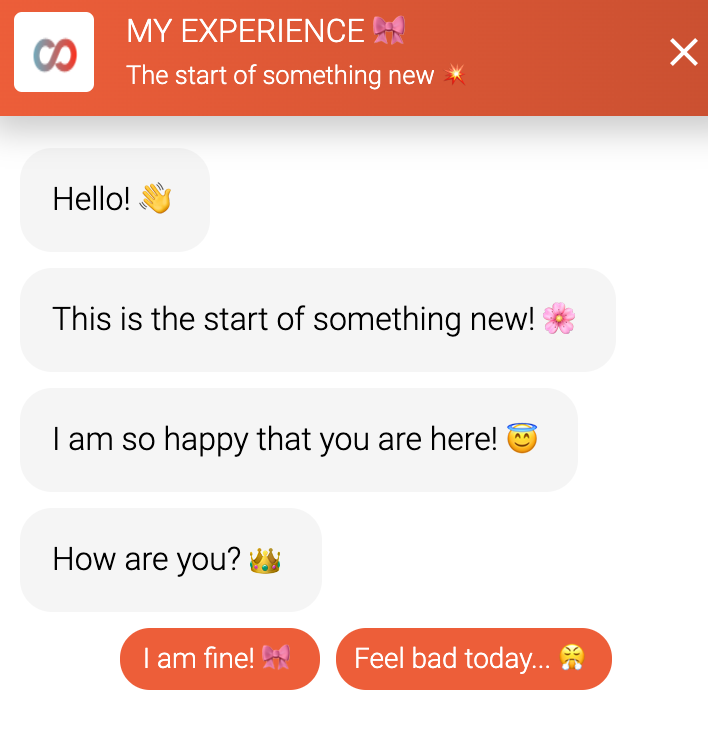 MY EXPERIENCE 🎀
The start of something new 💥
Hello! 👋
This is the start of something new! 🌸
I am so happy that you are here! 😇
How are you? 👑
I am fine! 🎀
Feel bad today... 😤